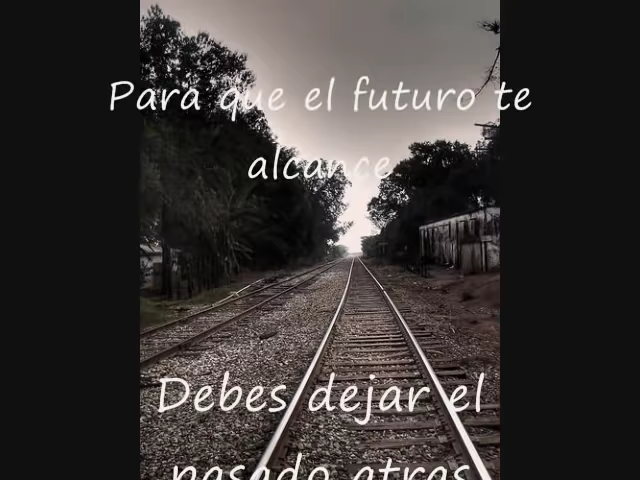 Para que el futuro te
alcance
Debes dejar el
pasado atras